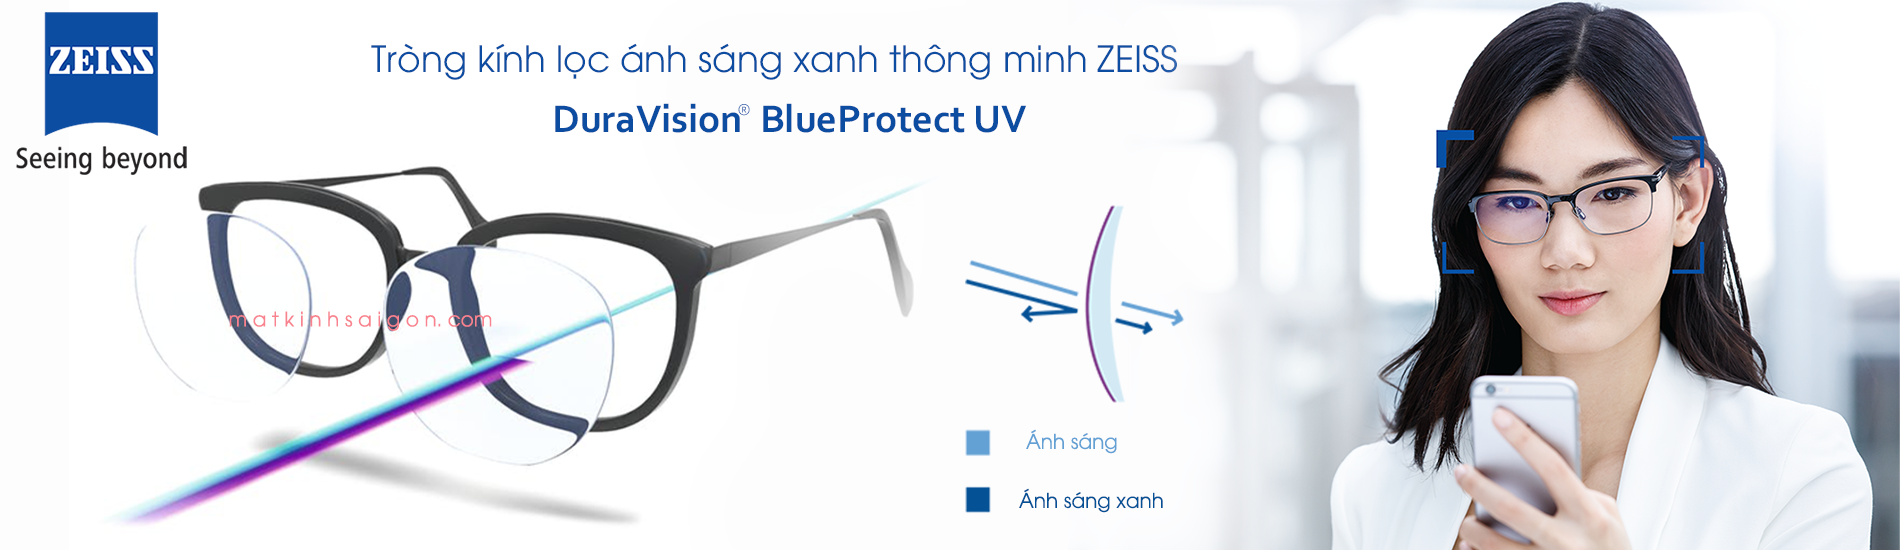 ZEISS
Seeing beyond
Tròng kính lọc ánh sáng xanh thông minh ZEISS
DuraVision® BlueProtect UV
matkinhsaigon.com
Ánh sáng
Ánh sáng xanh